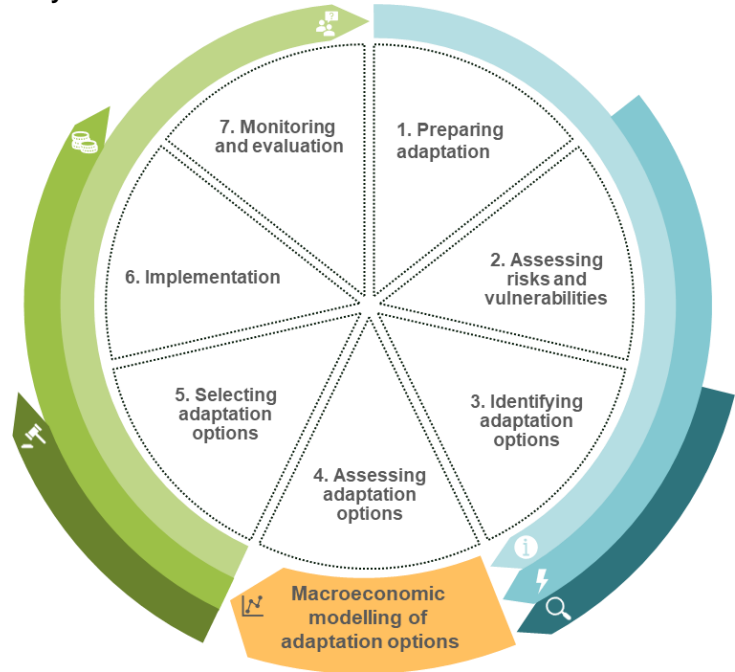 1. Preparing
adaptation
2. Assessing
risks and
vulnerabilities
3. Identifying
adaptation
options
4. Assessing
adaptation
options
5. Selecting
adaptation
options
6. Implementation
7. Monitoring
and evaluation
Macroeconomic
modelling of
adaptation options